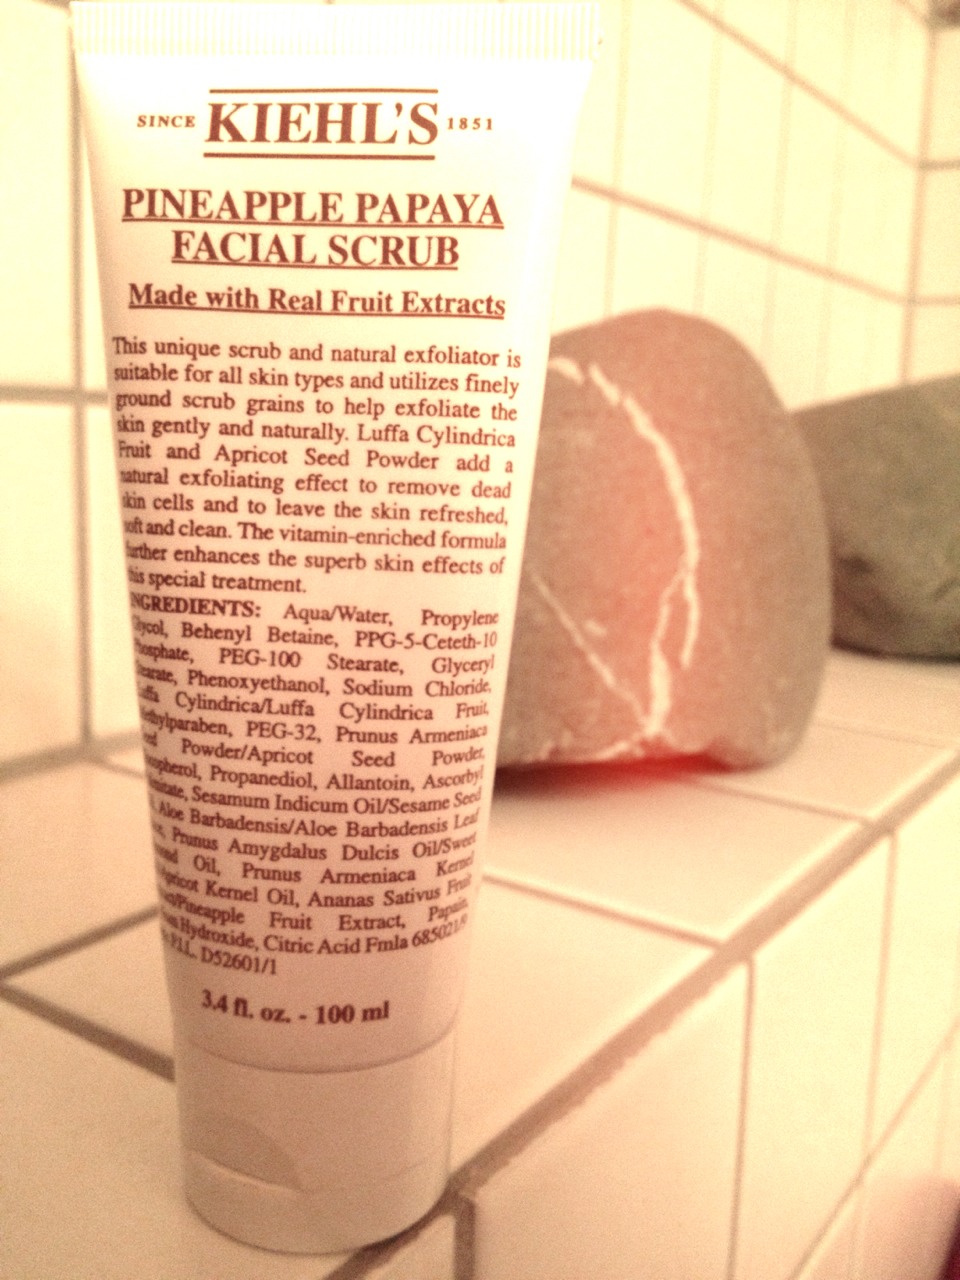 SINCE KIEHL'S 1851
PINEAPPLE PAPAYA
FACIAL SCRUB
Made with Real Fruit Extracts
This unique scrub and natural exfoliator is
suitable for all skin types and utilizes finely
ground scrub grains to help exfoliate the
skin gently and naturally. Luffa Cylindrica
Fruit and Apricot Seed Powder add a
natural exfoliating effect to remove dead
skin cells and to leave the skin refreshed,
soft and clean. The vitamin-enriched formula
further enhances the superb skin effects of
this special treatment.
INGREDIENTS: Aqua/Water, Propylene
Glycol, Behenyl Betaine, PPG-5-Ceteth-10
Phosphate, PEG-100 Stearate, Glyceryl
Stearate, Phenoxyethanol, Sodium Chloride,
Luffa Cylindrica/Luffa Cylindrica Fruit,
Methylparaben, PEG-32, Prunus Armeniaca
Seed Powder/Apricot Seed Powder,
Tocopherol, Propanediol, Allantoin, Ascorbyl
Palmitate, Sesamum Indicum Oil/Sesame Seed
Aloe Barbadensis/Aloe Barbadensis Leaf
Prunus Amygdalus Dulcis Oil/Sweet
Oil, Prunus Armeniaca Kernel
Apricot Kernel Oil, Ananas Sativus Fruit
Pineapple Fruit Extract, Papain,
Hydroxide, Citric Acid Fmla 685021/9
P.I.L. D52601/1
3.4 fl. oz. - 100 ml